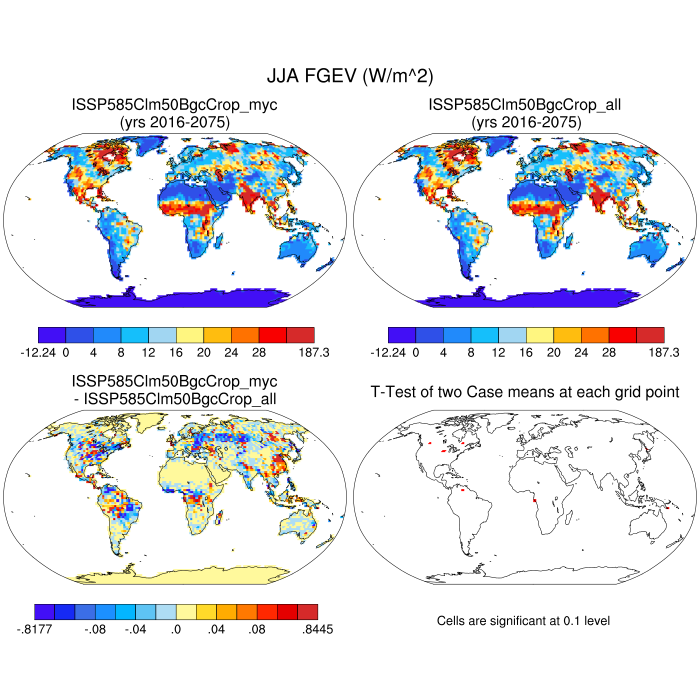 JJA FGEV (W/m^2)
ISSP585Clm50BgcCrop_myc
(yrs 2016-2075)
ISSP585Clm50BgcCrop_all
(yrs 2016-2075)
-12.24 0 4 8 12 16 20 24 28 187.3
-12.24 0 4 8 12 16 20 24 28 187.3
ISSP585Clm50BgcCrop_myc
- ISSP585Clm50BgcCrop_all
T-Test of two Case means at each grid point
-.8177 -.08 -.04 .0 .04 .08 .8445
Cells are significant at 0.1 level